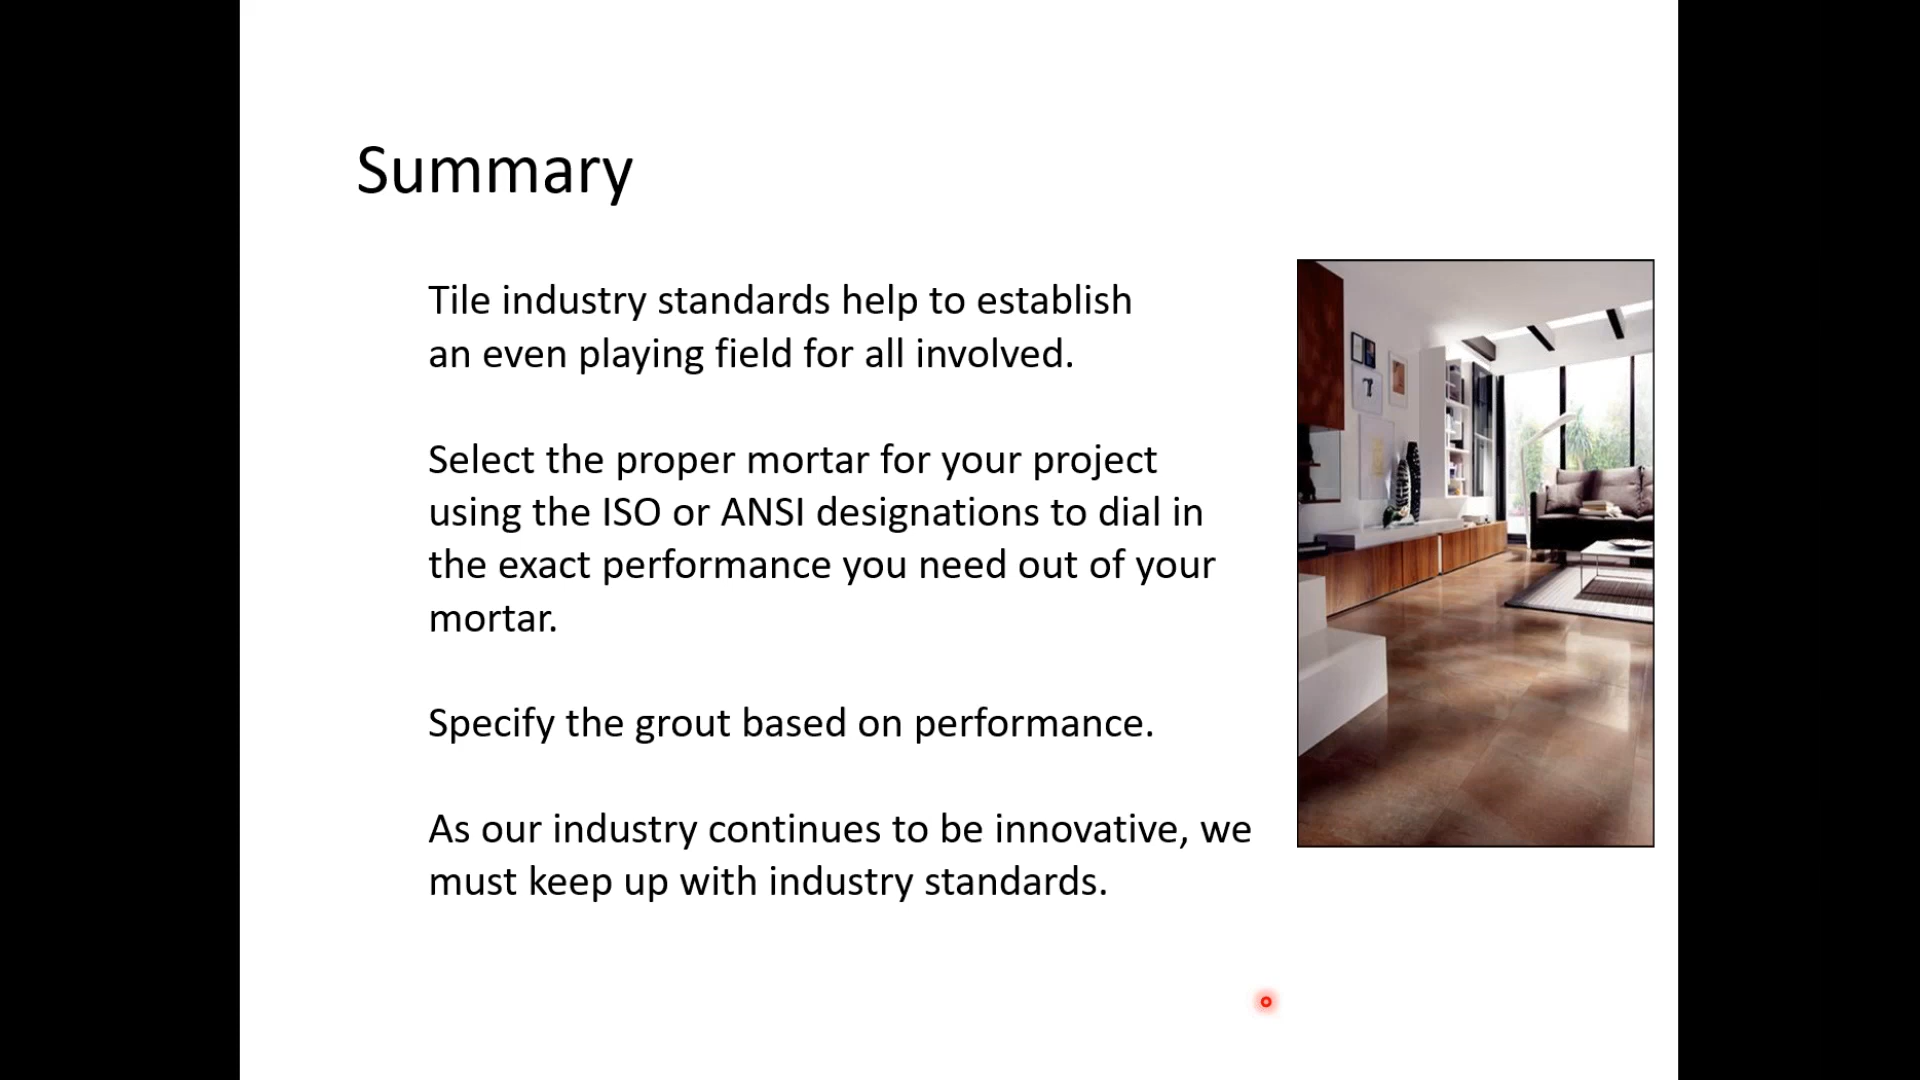 Summary
Tile industry standards help to establish
an even playing field for all involved.
Select the proper mortar for your project
using the ISO or ANSI designations to dial in
the exact performance you need out of your
mortar.
Specify the grout based on performance.
As our industry continues to be innovative, we
must keep up with industry standards.